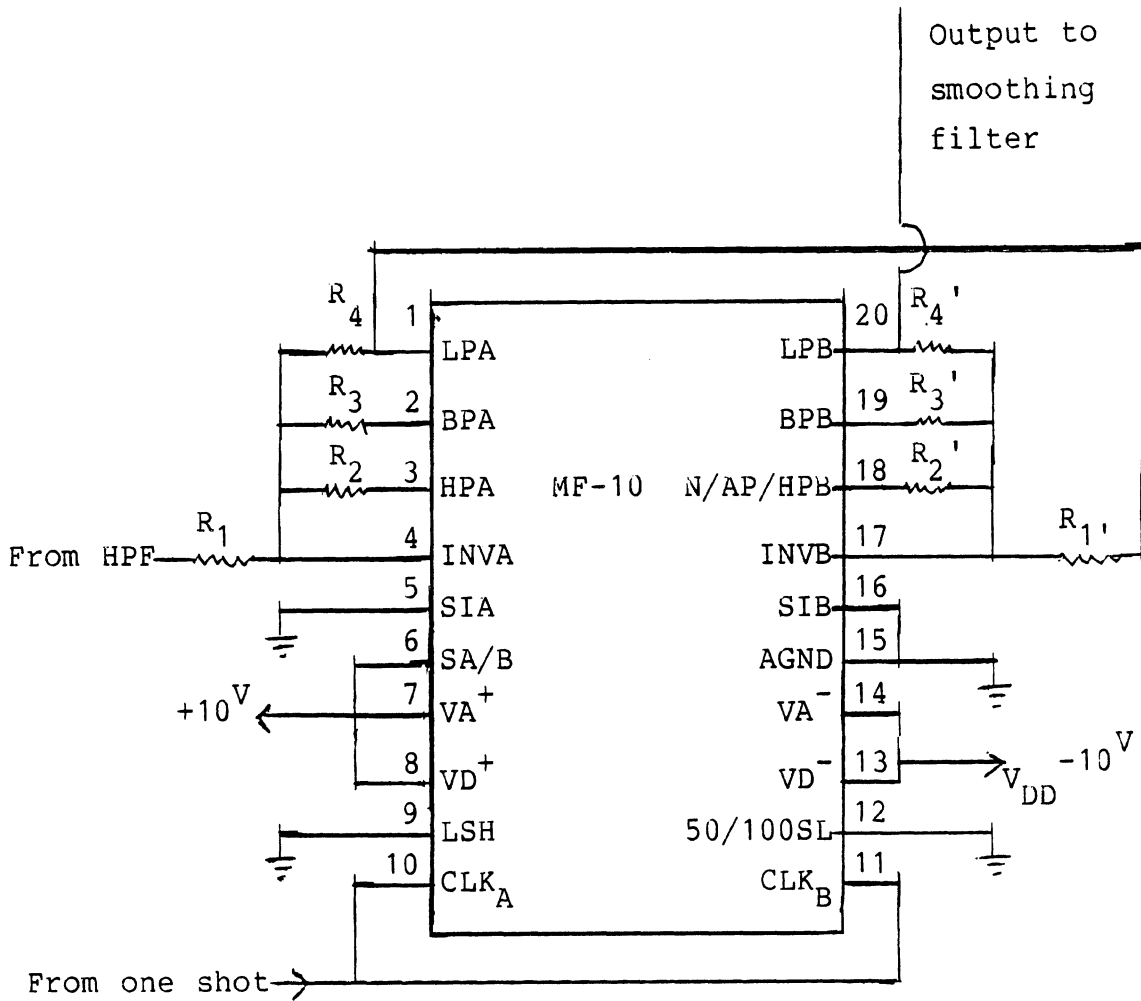 Output to
smoothing
filter
R4
1
LPA
R3
2
BPA
R2
3
HPA
MF-10
From HPF
R1
4
INVA
5
SIA
6
SA/B
+10V
7
VA+
8
VD+
9
LSH
10
CLKA
From one shot
20
R4'
LPB
19
R3'
BPB
18
R2'
N/AP/HPB
17
R1'
INVB
16
SIB
15
AGND
14
VA-
13
VD-
VDD -10V
12
50/100SL
11
CLKB